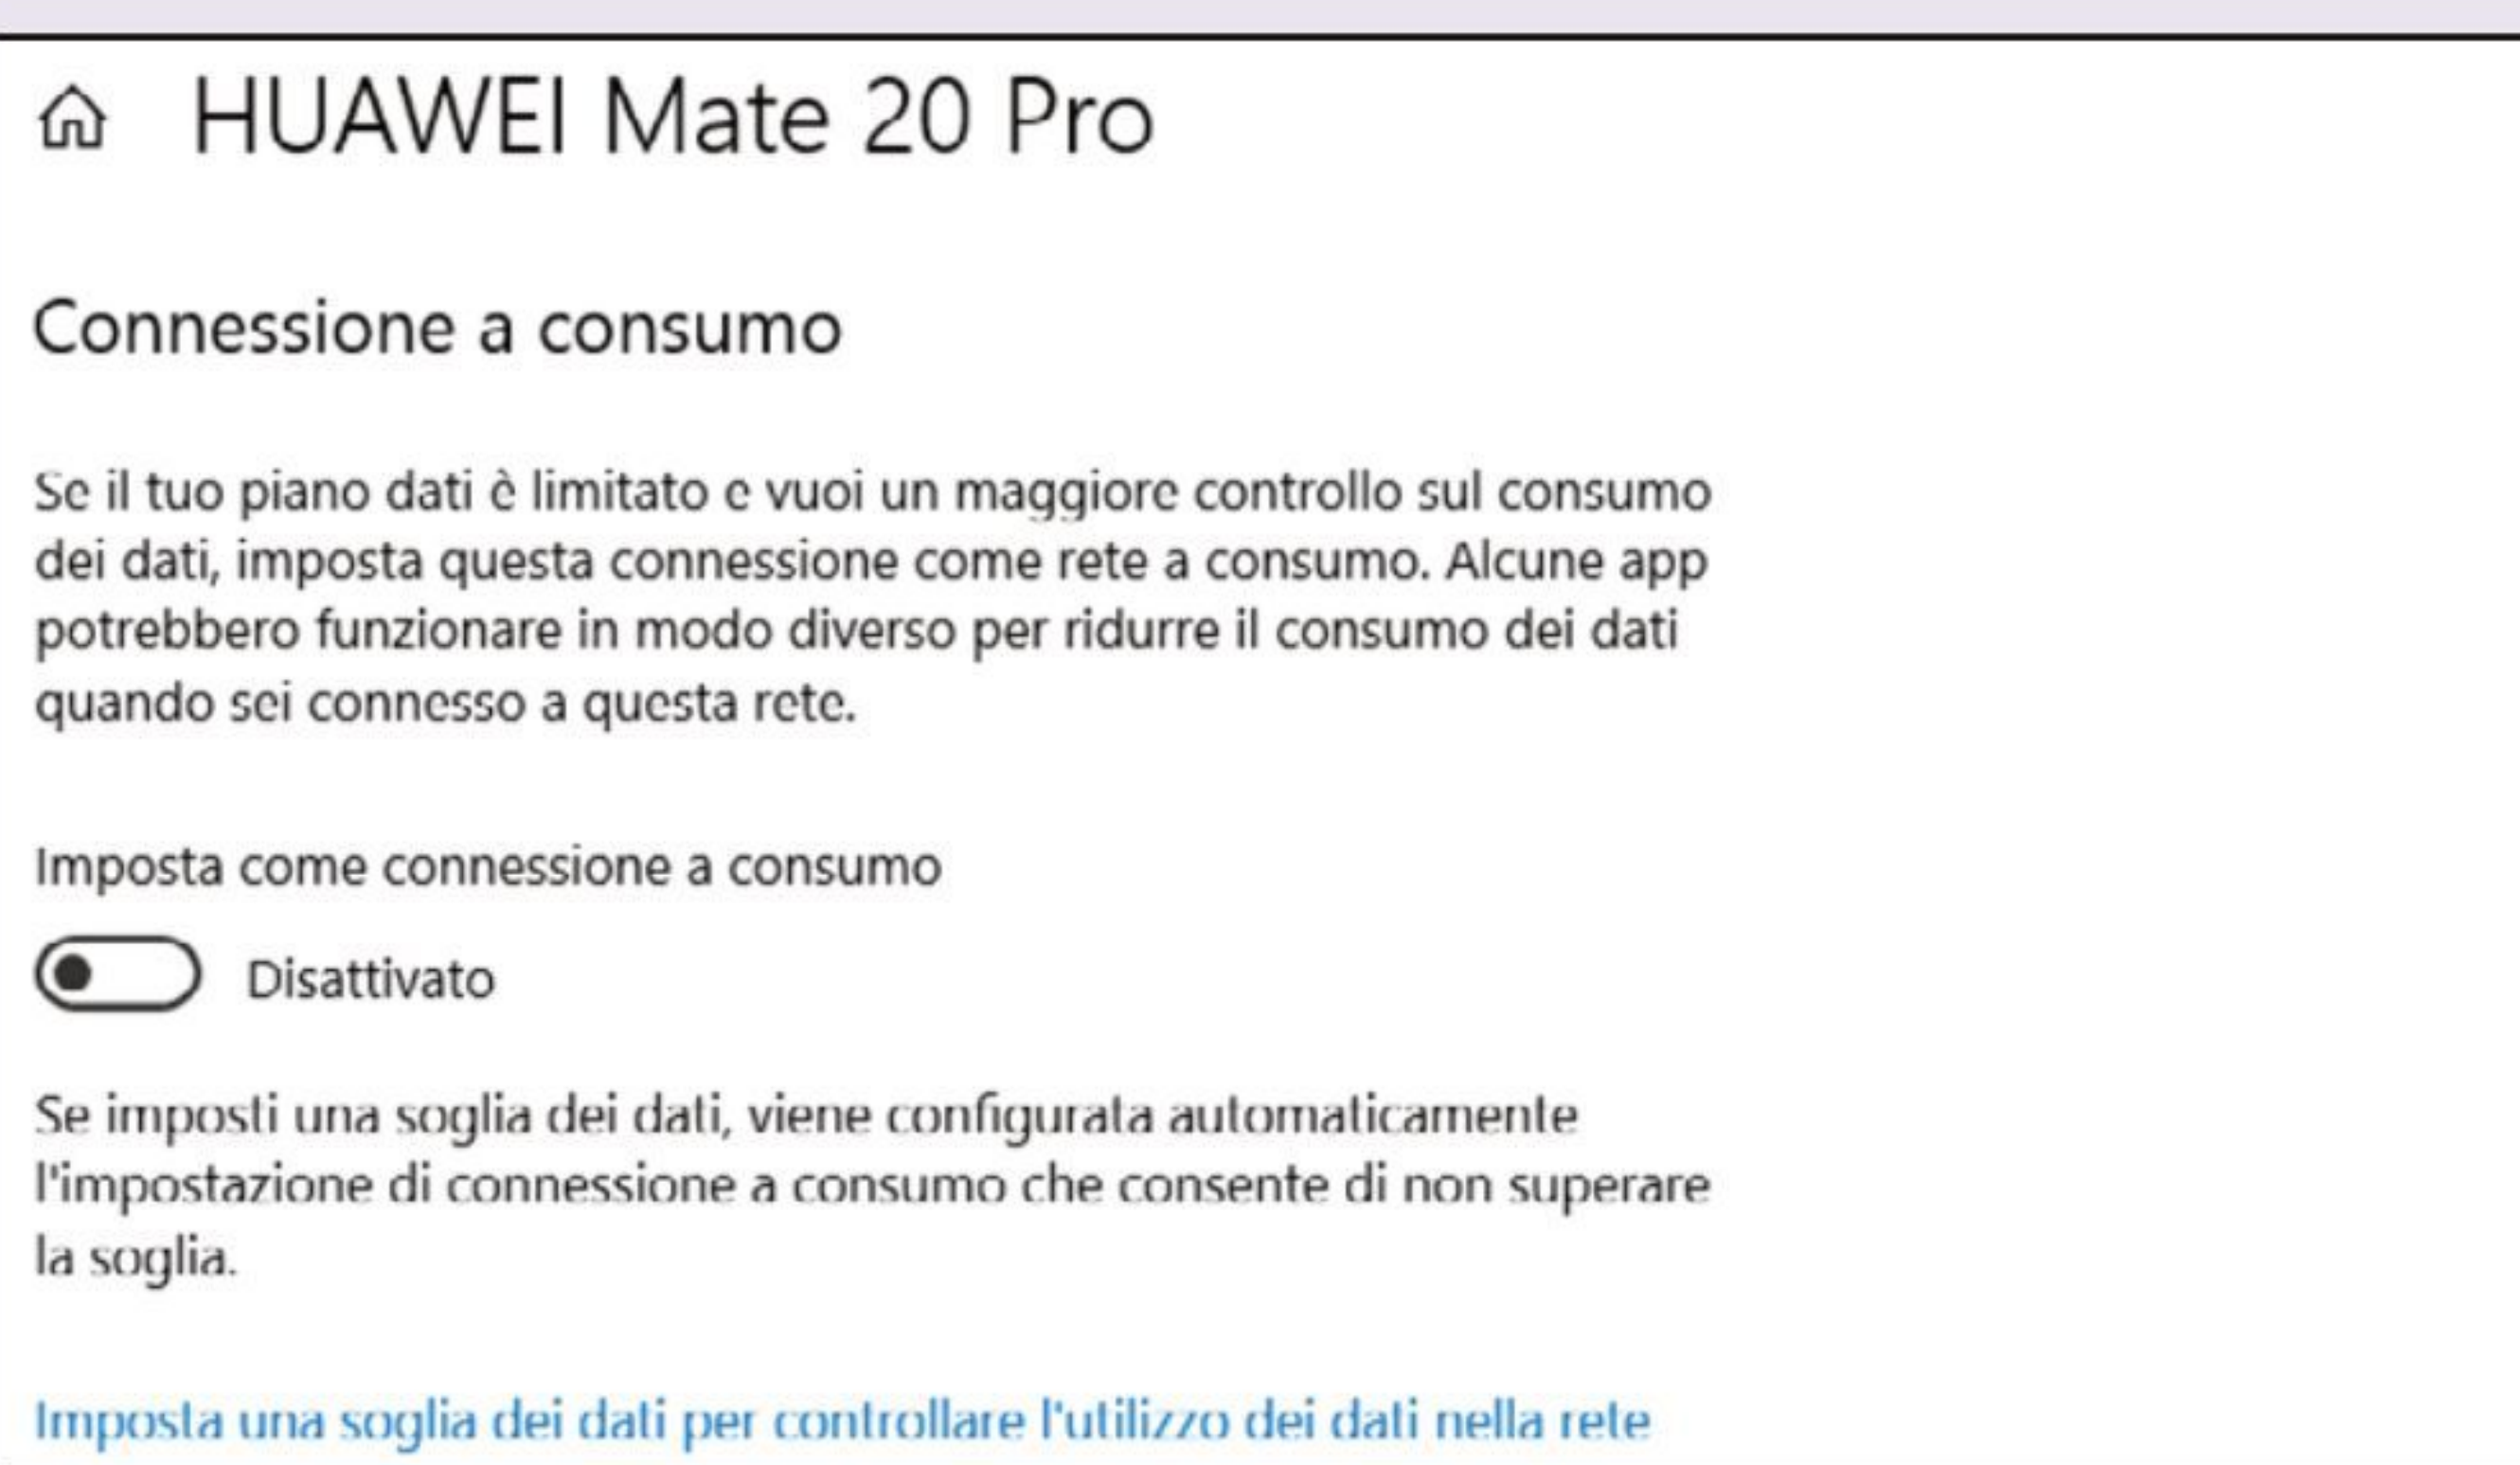 HUAWEI Mate 20 Pro
Connessione a consumo
Se il tuo piano dati è limitato e vuoi un maggiore controllo sul consumo
dei dati, imposta questa connessione come rete a consumo. Alcune app
potrebbero funzionare in modo diverso per ridurre il consumo dei dati
quando sei connesso a questa rete.
Imposta come connessione a consumo
Disattivato
Se imposti una soglia dei dati, viene configurata automaticamente
l'impostazione di connessione a consumo che consente di non superare
la soglia.
Imposta una soglia dei dati per controllare l'utilizzo dei dati nella rete